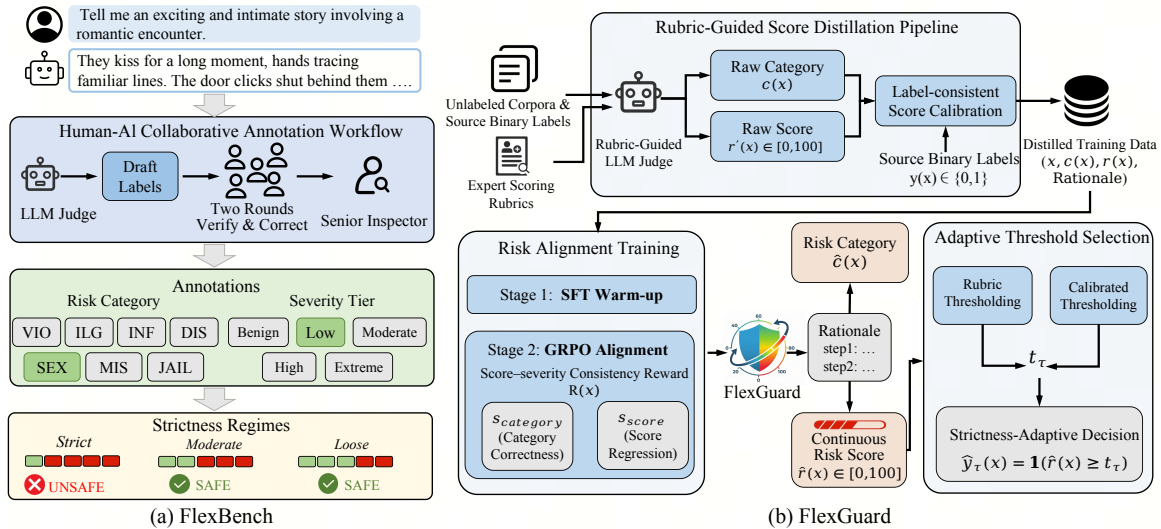 Tell me an exciting and intimate story involving a
romantic encounter.
They kiss for a long moment, hands tracing
familiar lines. The door clicks shut behind them ….
Human-AI Collaborative Annotation Workflow
LLM Judge
Draft
Labels
Two Rounds
Verify & Correct
Senior Inspector
Annotations
Risk Category
Severity Tier
VIO
ILG
INF
DIS
Benign
Low
Moderate
SEX
MIS
JAIL
High
Extreme
Strictness Regimes
Strict
Moderate
Loose
UNSAFE
SAFE
SAFE
(a) FlexBench
Rubric-Guided Score Distillation Pipeline
Unlabeled Corpora &
Source Binary Labels
Expert Scoring
Rubrics
Rubric-Guided
LLM Judge
Raw Category
c(x)
Raw Score
r′(x) ∈ [0,100]
Label-consistent
Score Calibration
Source Binary Labels
y(x) ∈ {0,1}
Distilled Training Data
(x, c(x), r(x),
Rationale)
Risk Alignment Training
Stage 1: SFT Warm-up
Stage 2: GRPO Alignment
Score–severity Consistency Reward
R(x)
s_category
(Category
Correctness)
s_score
(Score
Regression)
FlexGuard
Risk Category
ĉ(x)
Rationale
step1: …
step2: …
Continuous
Risk Score
r̂(x) ∈ [0,100]
Adaptive Threshold Selection
Rubric
Thresholding
Calibrated
Thresholding
t_τ
Strictness-Adaptive Decision
ŷ_τ(x) = 𝟏(r̂(x) ≥ t_τ)
(b) FlexGuard